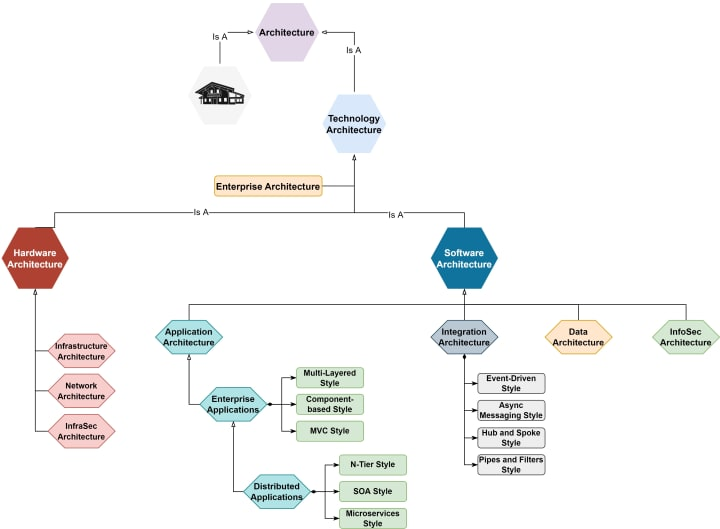 Is A
Architecture
Is A
Technology
Architecture
Enterprise Architecture
Is A
Is A
Hardware
Architecture
Software
Architecture
Application
Architecture
Integration
Architecture
Data
Architecture
InfoSec
Architecture
Infrastructure
Architecture
Network
Architecture
InfraSec
Architecture
Enterprise
Applications
Multi-Layered
Style
Component-
based Style
MVC Style
Event-Driven
Style
Async
Messaging Style
Hub and Spoke
Style
Pipes and Filters
Style
Distributed
Applications
N-Tier Style
SOA Style
Microservices
Style